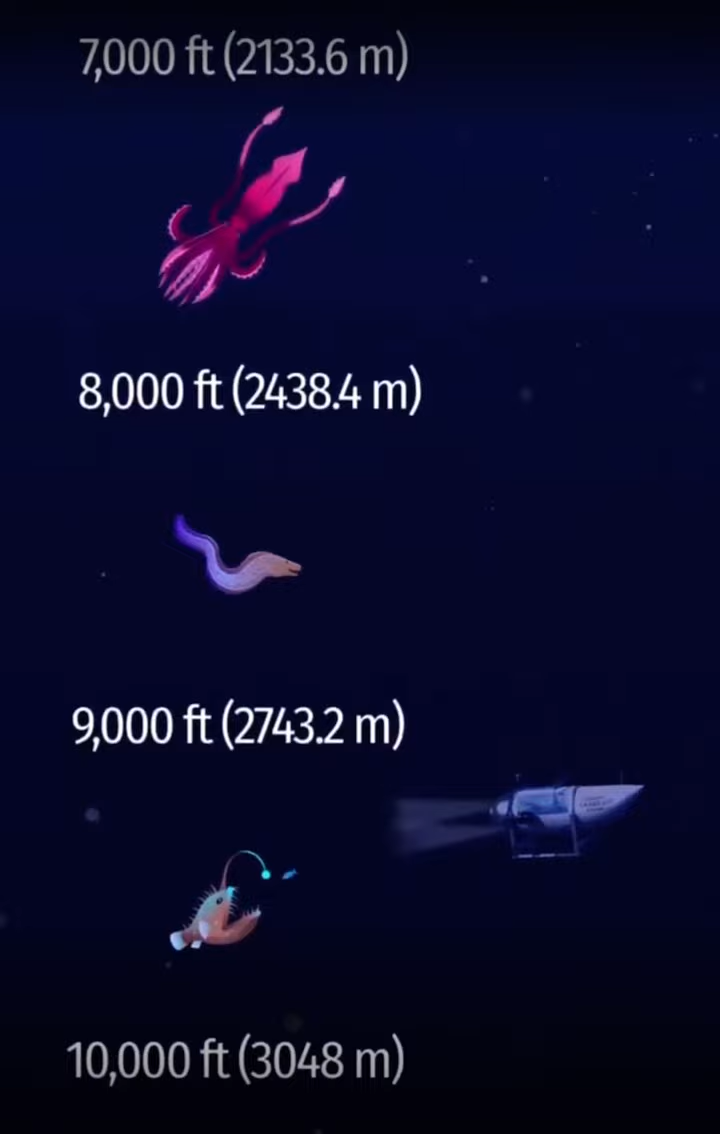 7,000 ft (2133.6 m)
8,000 ft (2438.4 m)
9,000 ft (2743.2 m)
10,000 ft (3048 m)